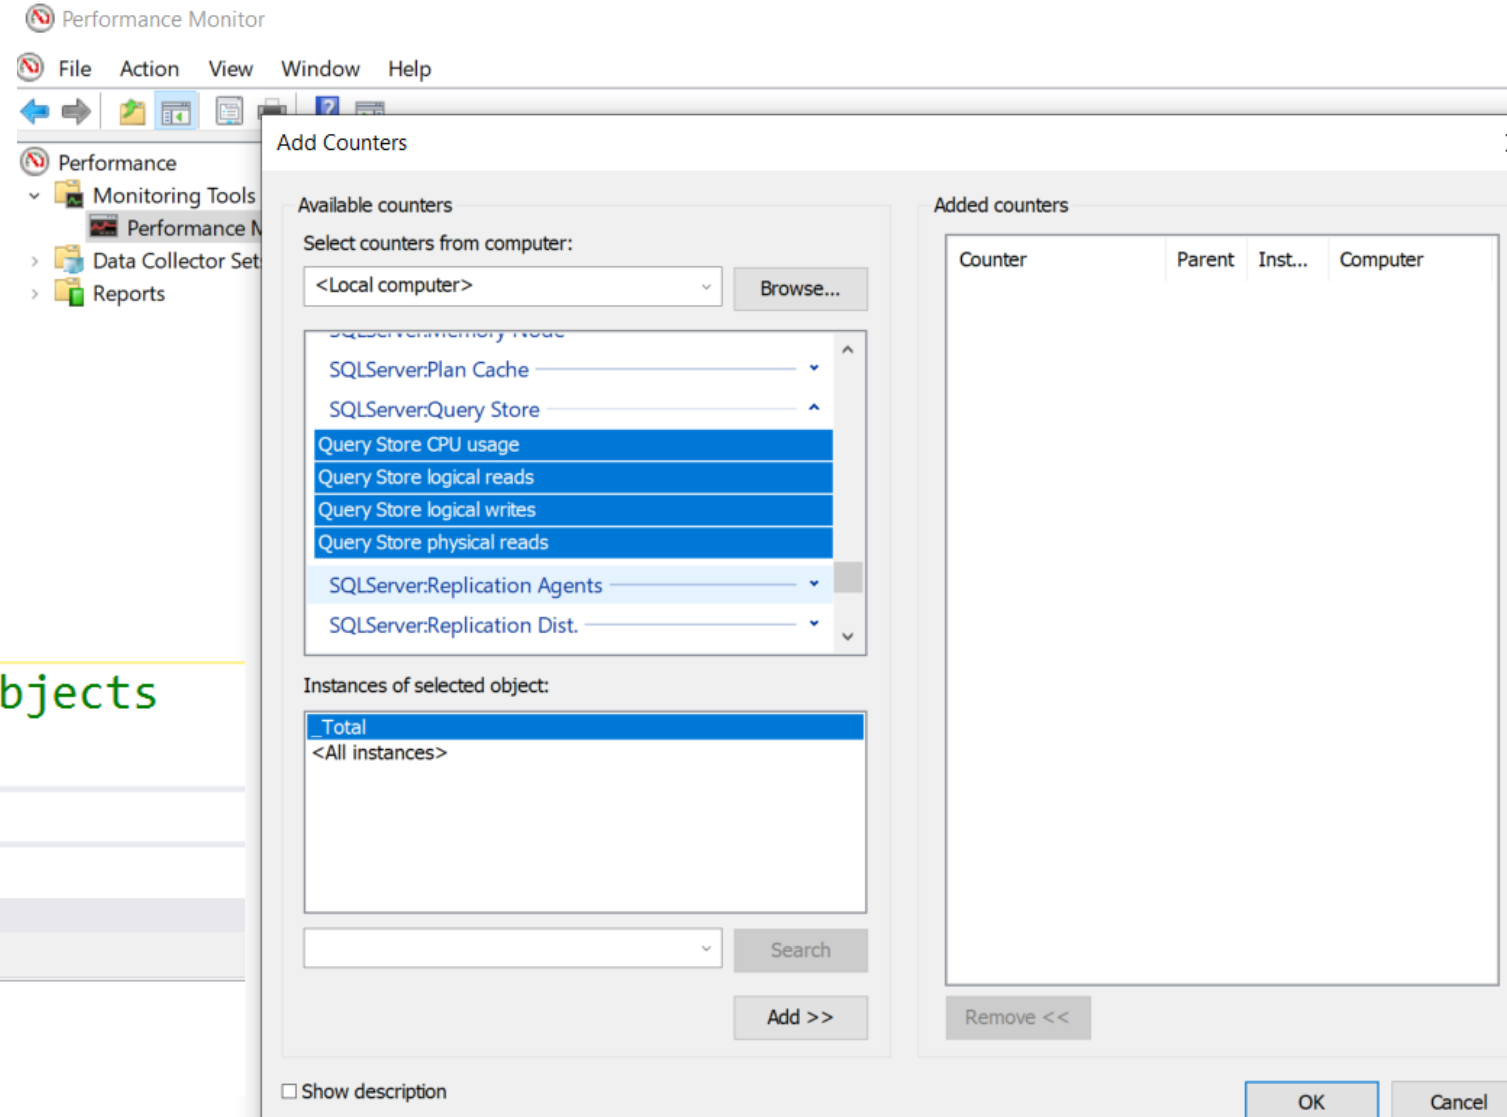 Performance Monitor
File Action View Window Help
Add Counters
Performance
Monitoring Tools
Performance M
Data Collector Set
Reports
Available counters
Select counters from computer:
<Local computer>
Browse...
SQLServer:Memory Node
SQLServer:Plan Cache
SQLServer:Query Store
Query Store CPU usage
Query Store logical reads
Query Store logical writes
Query Store physical reads
SQLServer:Replication Agents
SQLServer:Replication Dist.
Instances of selected object:
_Total
<All instances>
Search
Add >>
Show description
Added counters
Counter Parent Inst... Computer
Remove <<
OK Cancel
bjects